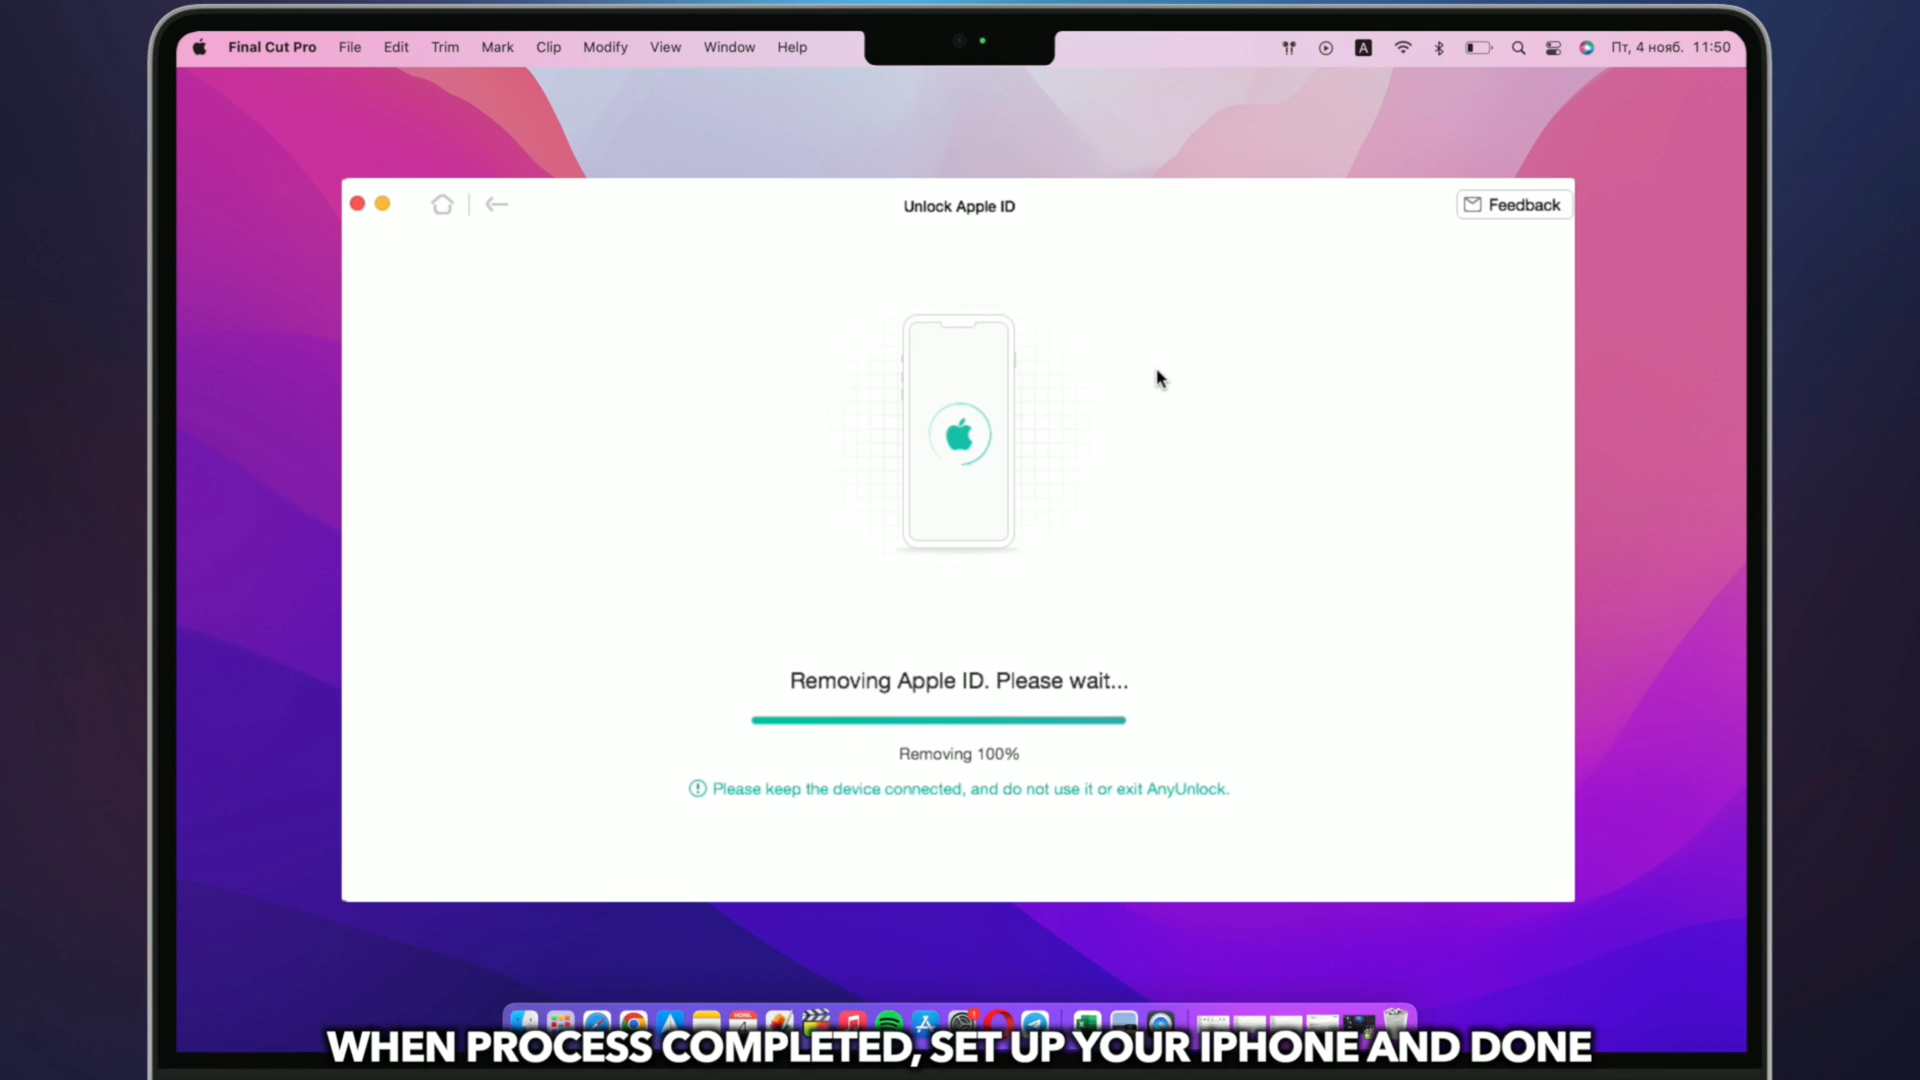 Final Cut Pro File Edit Trim Mark Clip Modify View Window Help A Пт, 4 нояб. 11:50
Unlock Apple ID
Feedback
Removing Apple ID. Please wait...
Removing 100%
Please keep the device connected, and do not use it or exit AnyUnlock.
WHEN PROCESS COMPLETED, SET UP YOUR IPHONE AND DONE